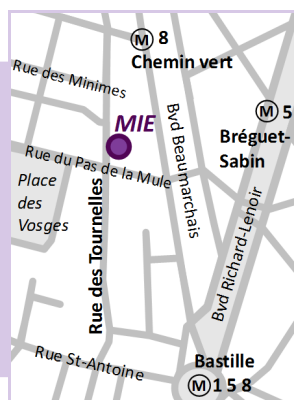 M 8
Chemin vert
Rue des Minimes
MIE
Bvd Beaumarchais
M 5
Bréguet-
Sabin
Rue du Pas de la Mule
Place
des
Vosges
Rue des Tournelles
Bvd Richard-Lenoir
Rue St-Antoine
Bastille
M 1 5 8